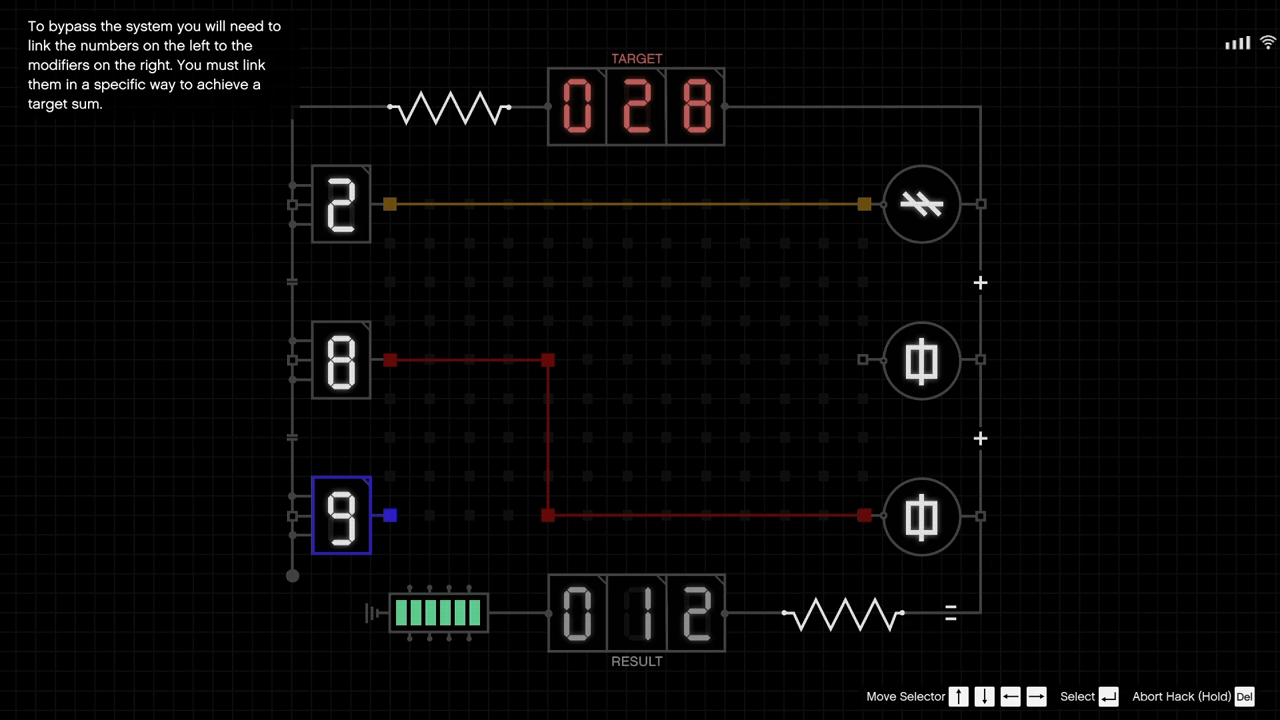 To bypass the system you will need to
link the numbers on the left to the
modifiers on the right. You must link
them in a specific way to achieve a
target sum.
TARGET
028
2
+
8
+
9
012
=
RESULT
Move Selector ↑ ↓ ← → Select ↵ Abort Hack (Hold) Del